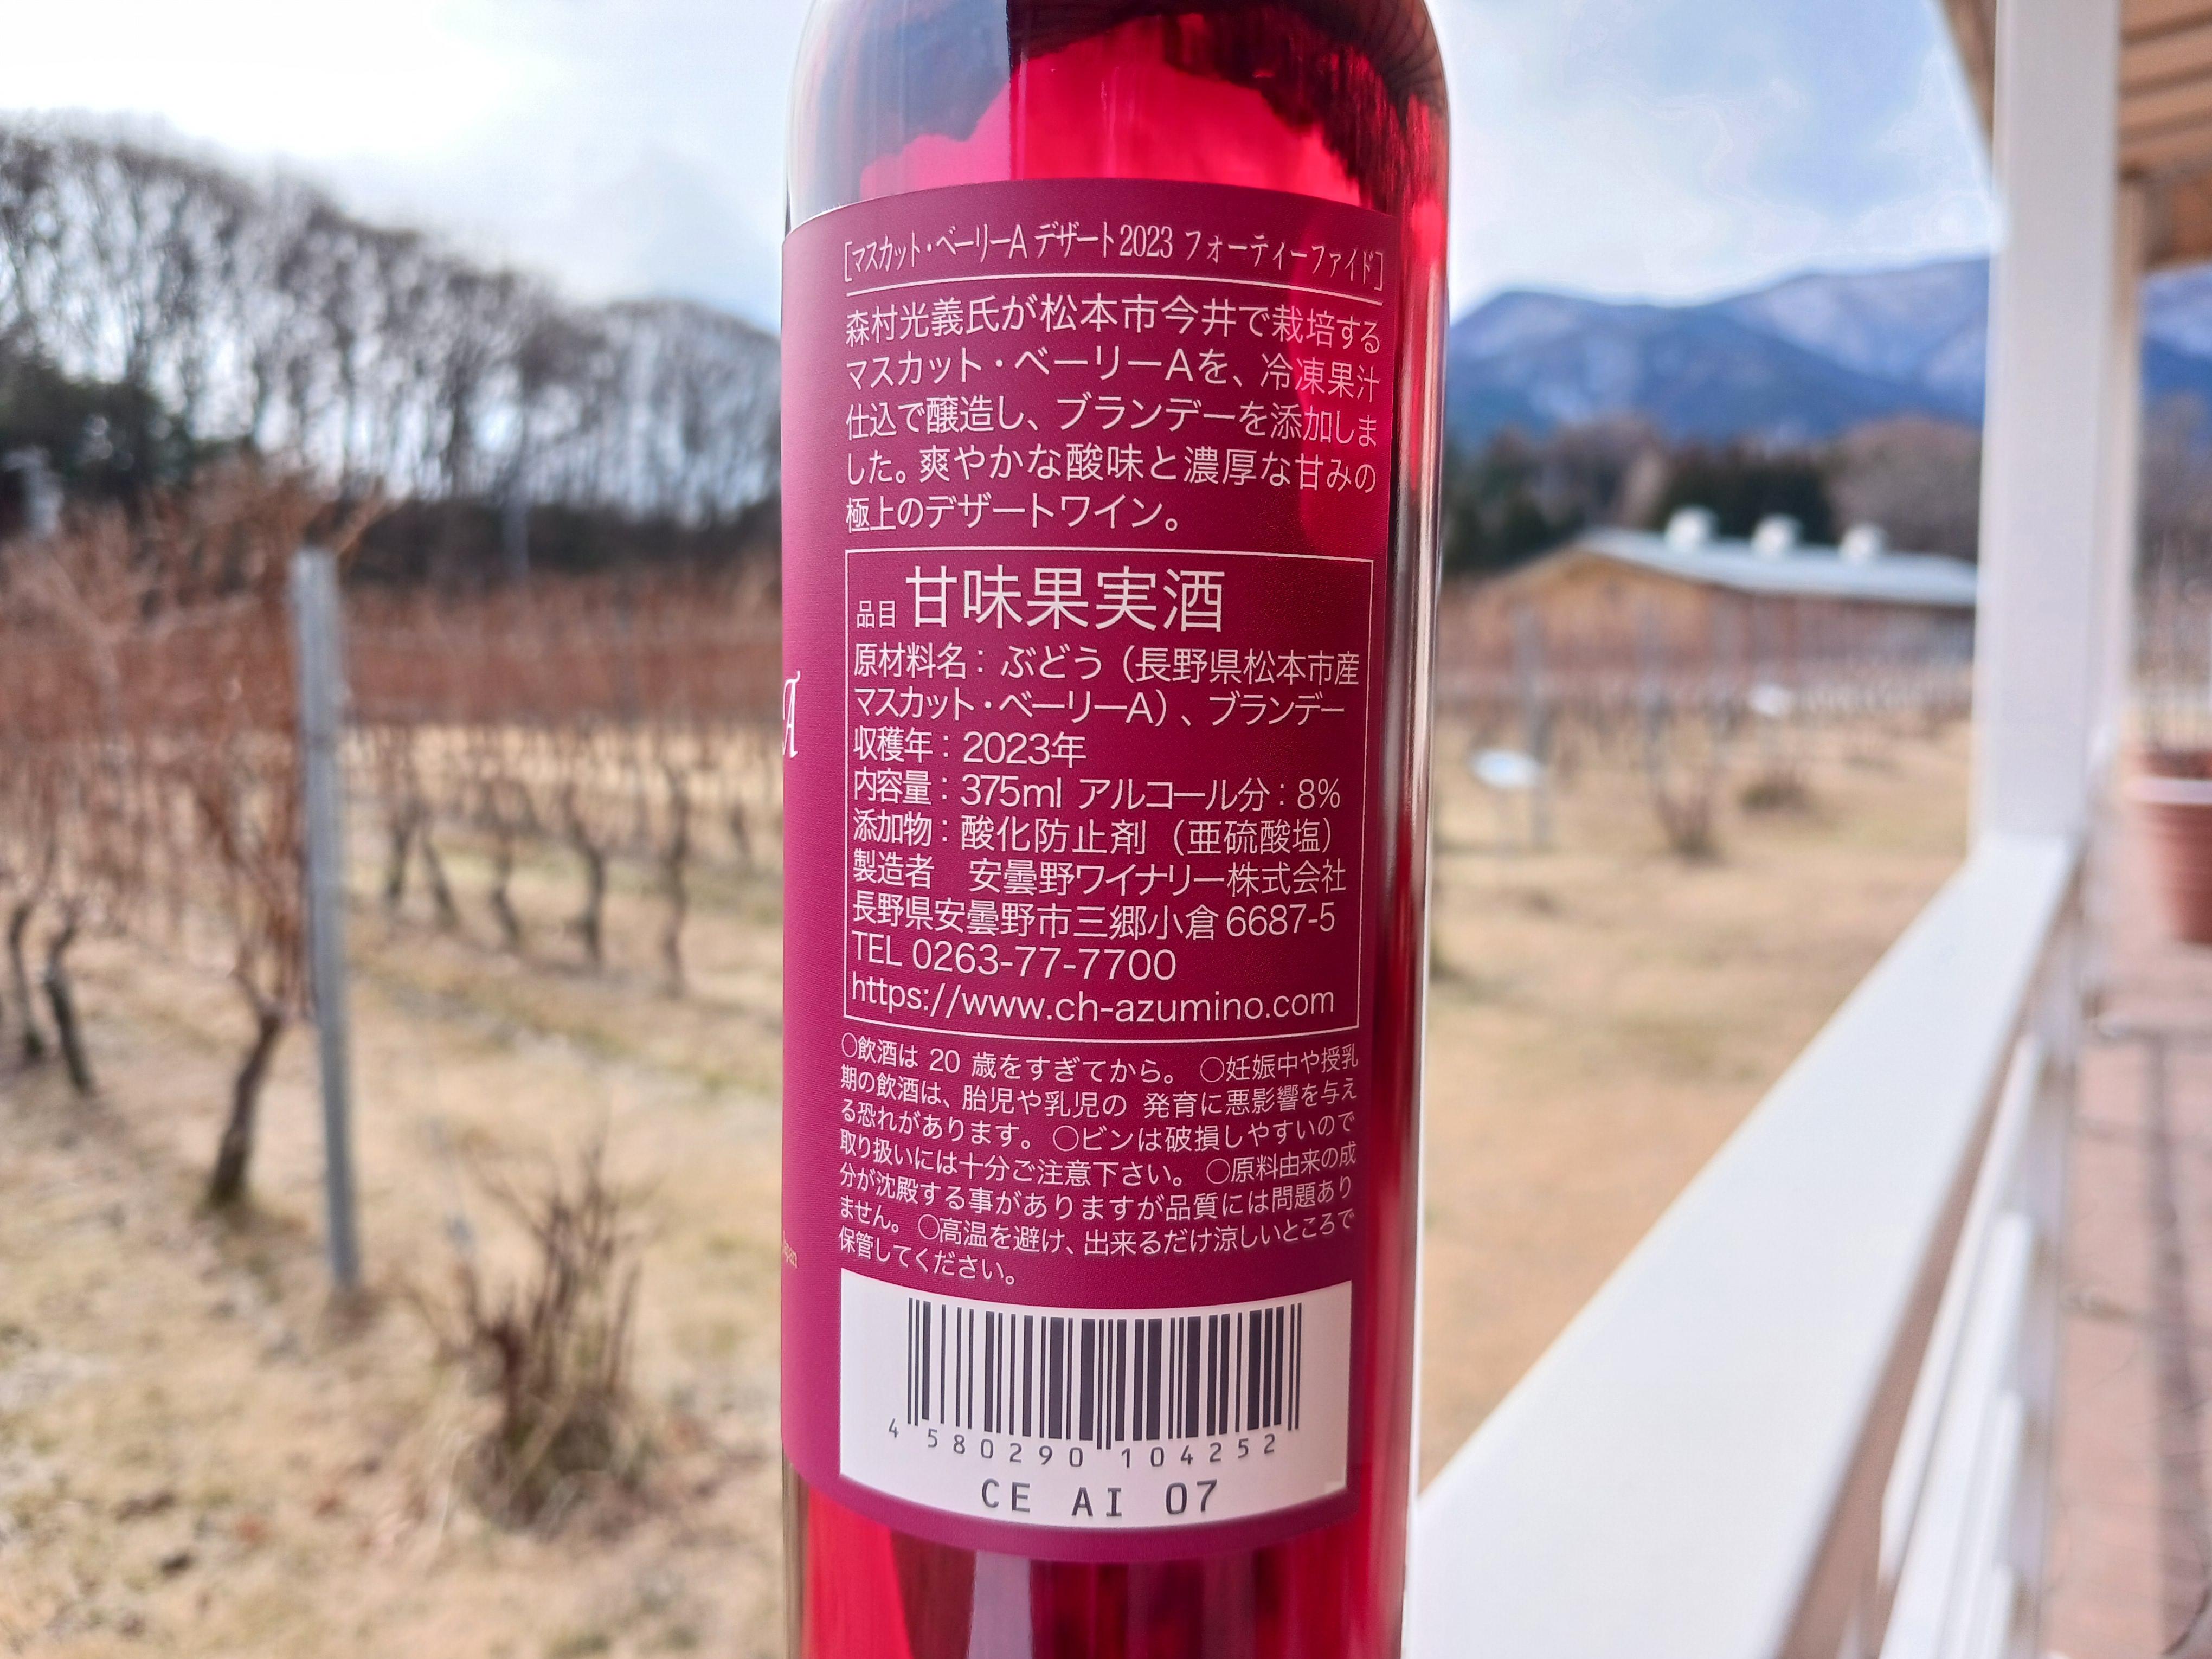 [マスカット・ベーリーA デザート2023 フォーティーファイド]
森村光義氏が松本市今井で栽培する
マスカット・ベーリーAを、冷凍果汁
仕込で醸造し、ブランデーを添加しま
した。爽やかな酸味と濃厚な甘みの
極上のデザートワイン。
品目 甘味果実酒
原材料名：ぶどう（長野県松本市産
マスカット・ベーリーA）、ブランデー
収穫年：2023年
内容量：375ml アルコール分：8%
添加物：酸化防止剤（亜硫酸塩）
製造者　安曇野ワイナリー株式会社
長野県安曇野市三郷小倉 6687-5
TEL 0263-77-7700
https://www.ch-azumino.com
○飲酒は 20 歳をすぎてから。 ○妊娠中や授乳
期の飲酒は、胎児や乳児の 発育に悪影響を与え
る恐れがあります。 ○ビンは破損しやすいので
取り扱いには十分ご注意下さい。 ○原料由来の成
分が沈殿する事がありますが品質には問題あり
ません。 ○高温を避け、出来るだけ涼しいところで
保管してください。
4 580290 104252
CE AI 07
A